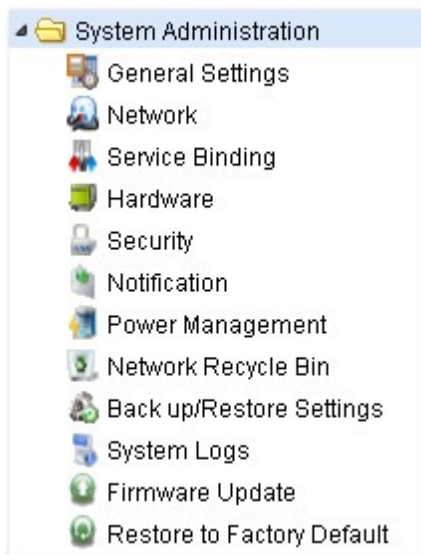 System Administration
General Settings
Network
Service Binding
Hardware
Security
Notification
Power Management
Network Recycle Bin
Back up/Restore Settings
System Logs
Firmware Update
Restore to Factory Default